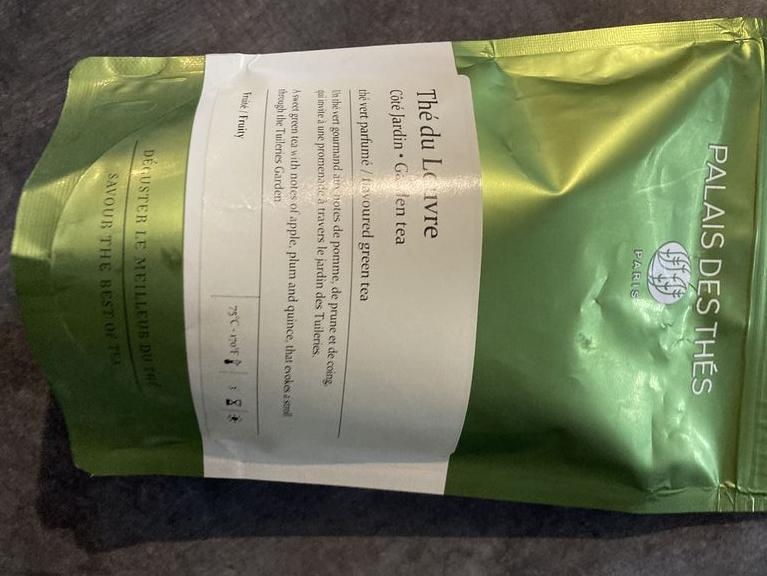 PALAIS DES THÉS
PARIS
Thé du Louvre
Côté Jardin • Garden tea
thé vert parfumé / flavoured green tea
Un thé vert gourmand aux notes de pomme, de prune et de coing,
qui invite à une promenade à travers le jardin des Tuileries.
A sweet green tea with notes of apple, plum and quince, that evokes a stroll
through the Tuileries Garden
Fruité / Fruity
75°C - 170°F 3
DÉGUSTER LE MEILLEUR DU THÉ
SAVOUR THE BEST OF TEA